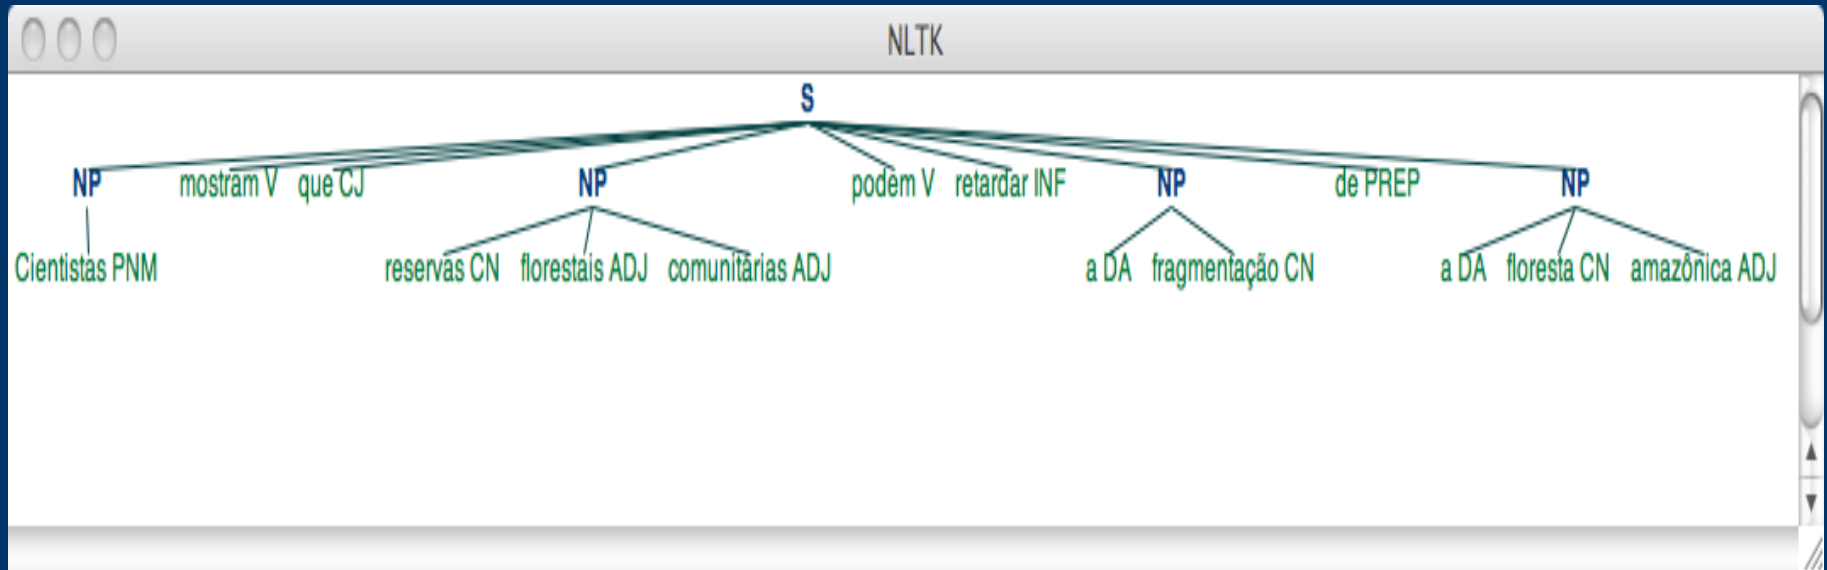 NLTK
S
NP mostram V que CJ NP podem V retardar INF NP de PREP NP
Cientistas PNM reservas CN florestais ADJ comunitárias ADJ a DA fragmentação CN a DA floresta CN amazônica ADJ